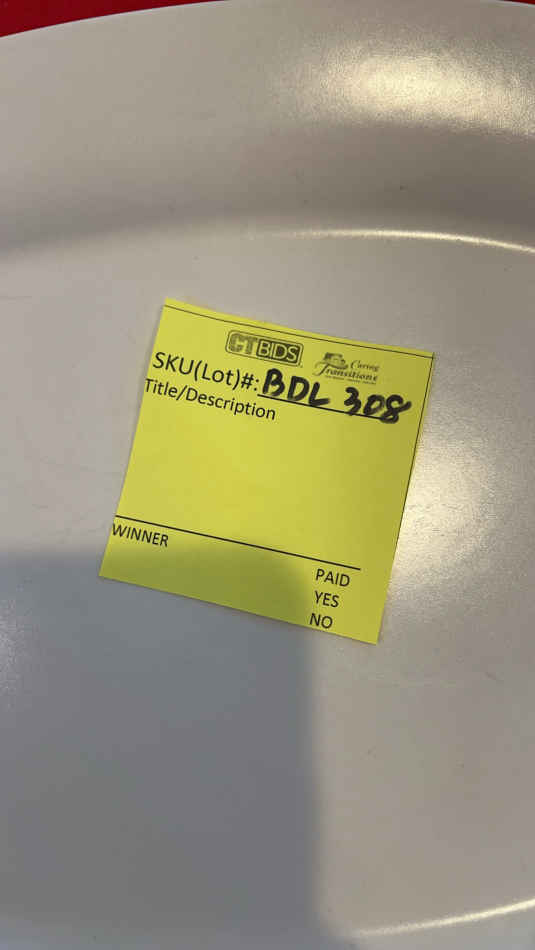 CTBIDS
Caring
Transitions
SKU(Lot)#: BDL 308
Title/Description
WINNER
PAID
YES
NO